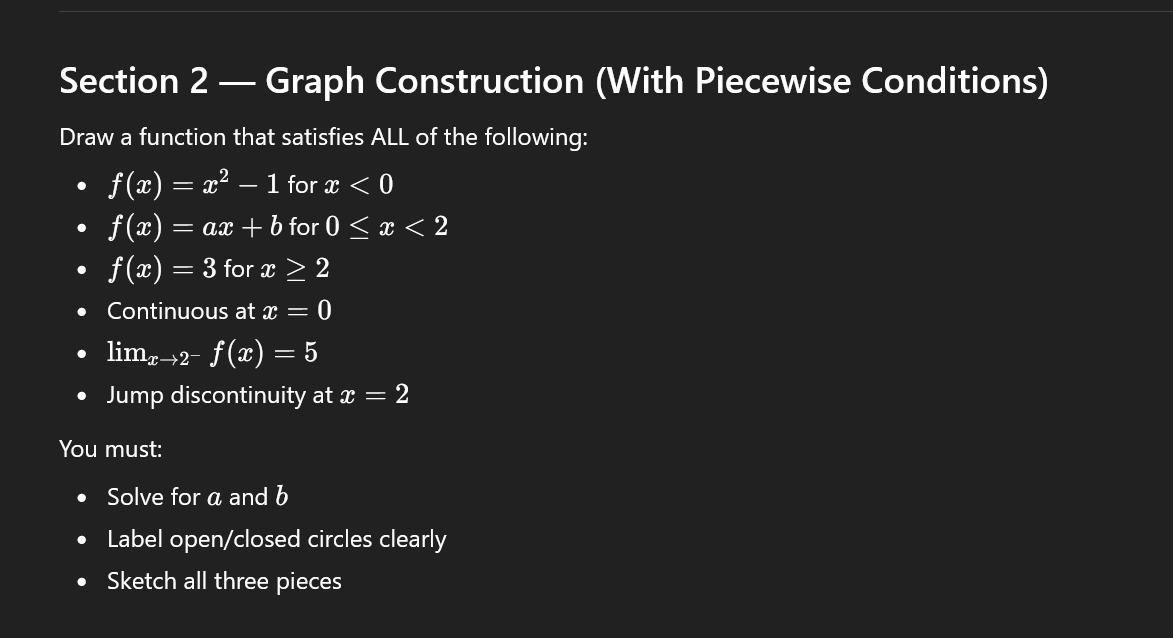 Section 2 — Graph Construction (With Piecewise Conditions)
Draw a function that satisfies ALL of the following:
• f(x) = x² − 1 for x < 0
• f(x) = ax + b for 0 ≤ x < 2
• f(x) = 3 for x ≥ 2
• Continuous at x = 0
• limₓ→₂⁻ f(x) = 5
• Jump discontinuity at x = 2
You must:
• Solve for a and b
• Label open/closed circles clearly
• Sketch all three pieces